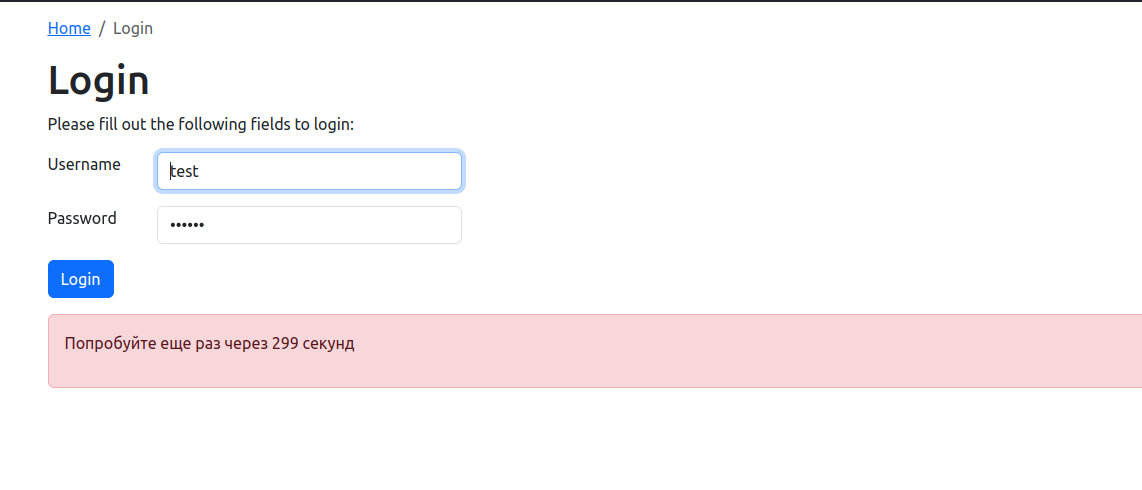 Home / Login
Login
Please fill out the following fields to login:
Username
test
Password
••••••
Login
Попробуйте еще раз через 299 секунд